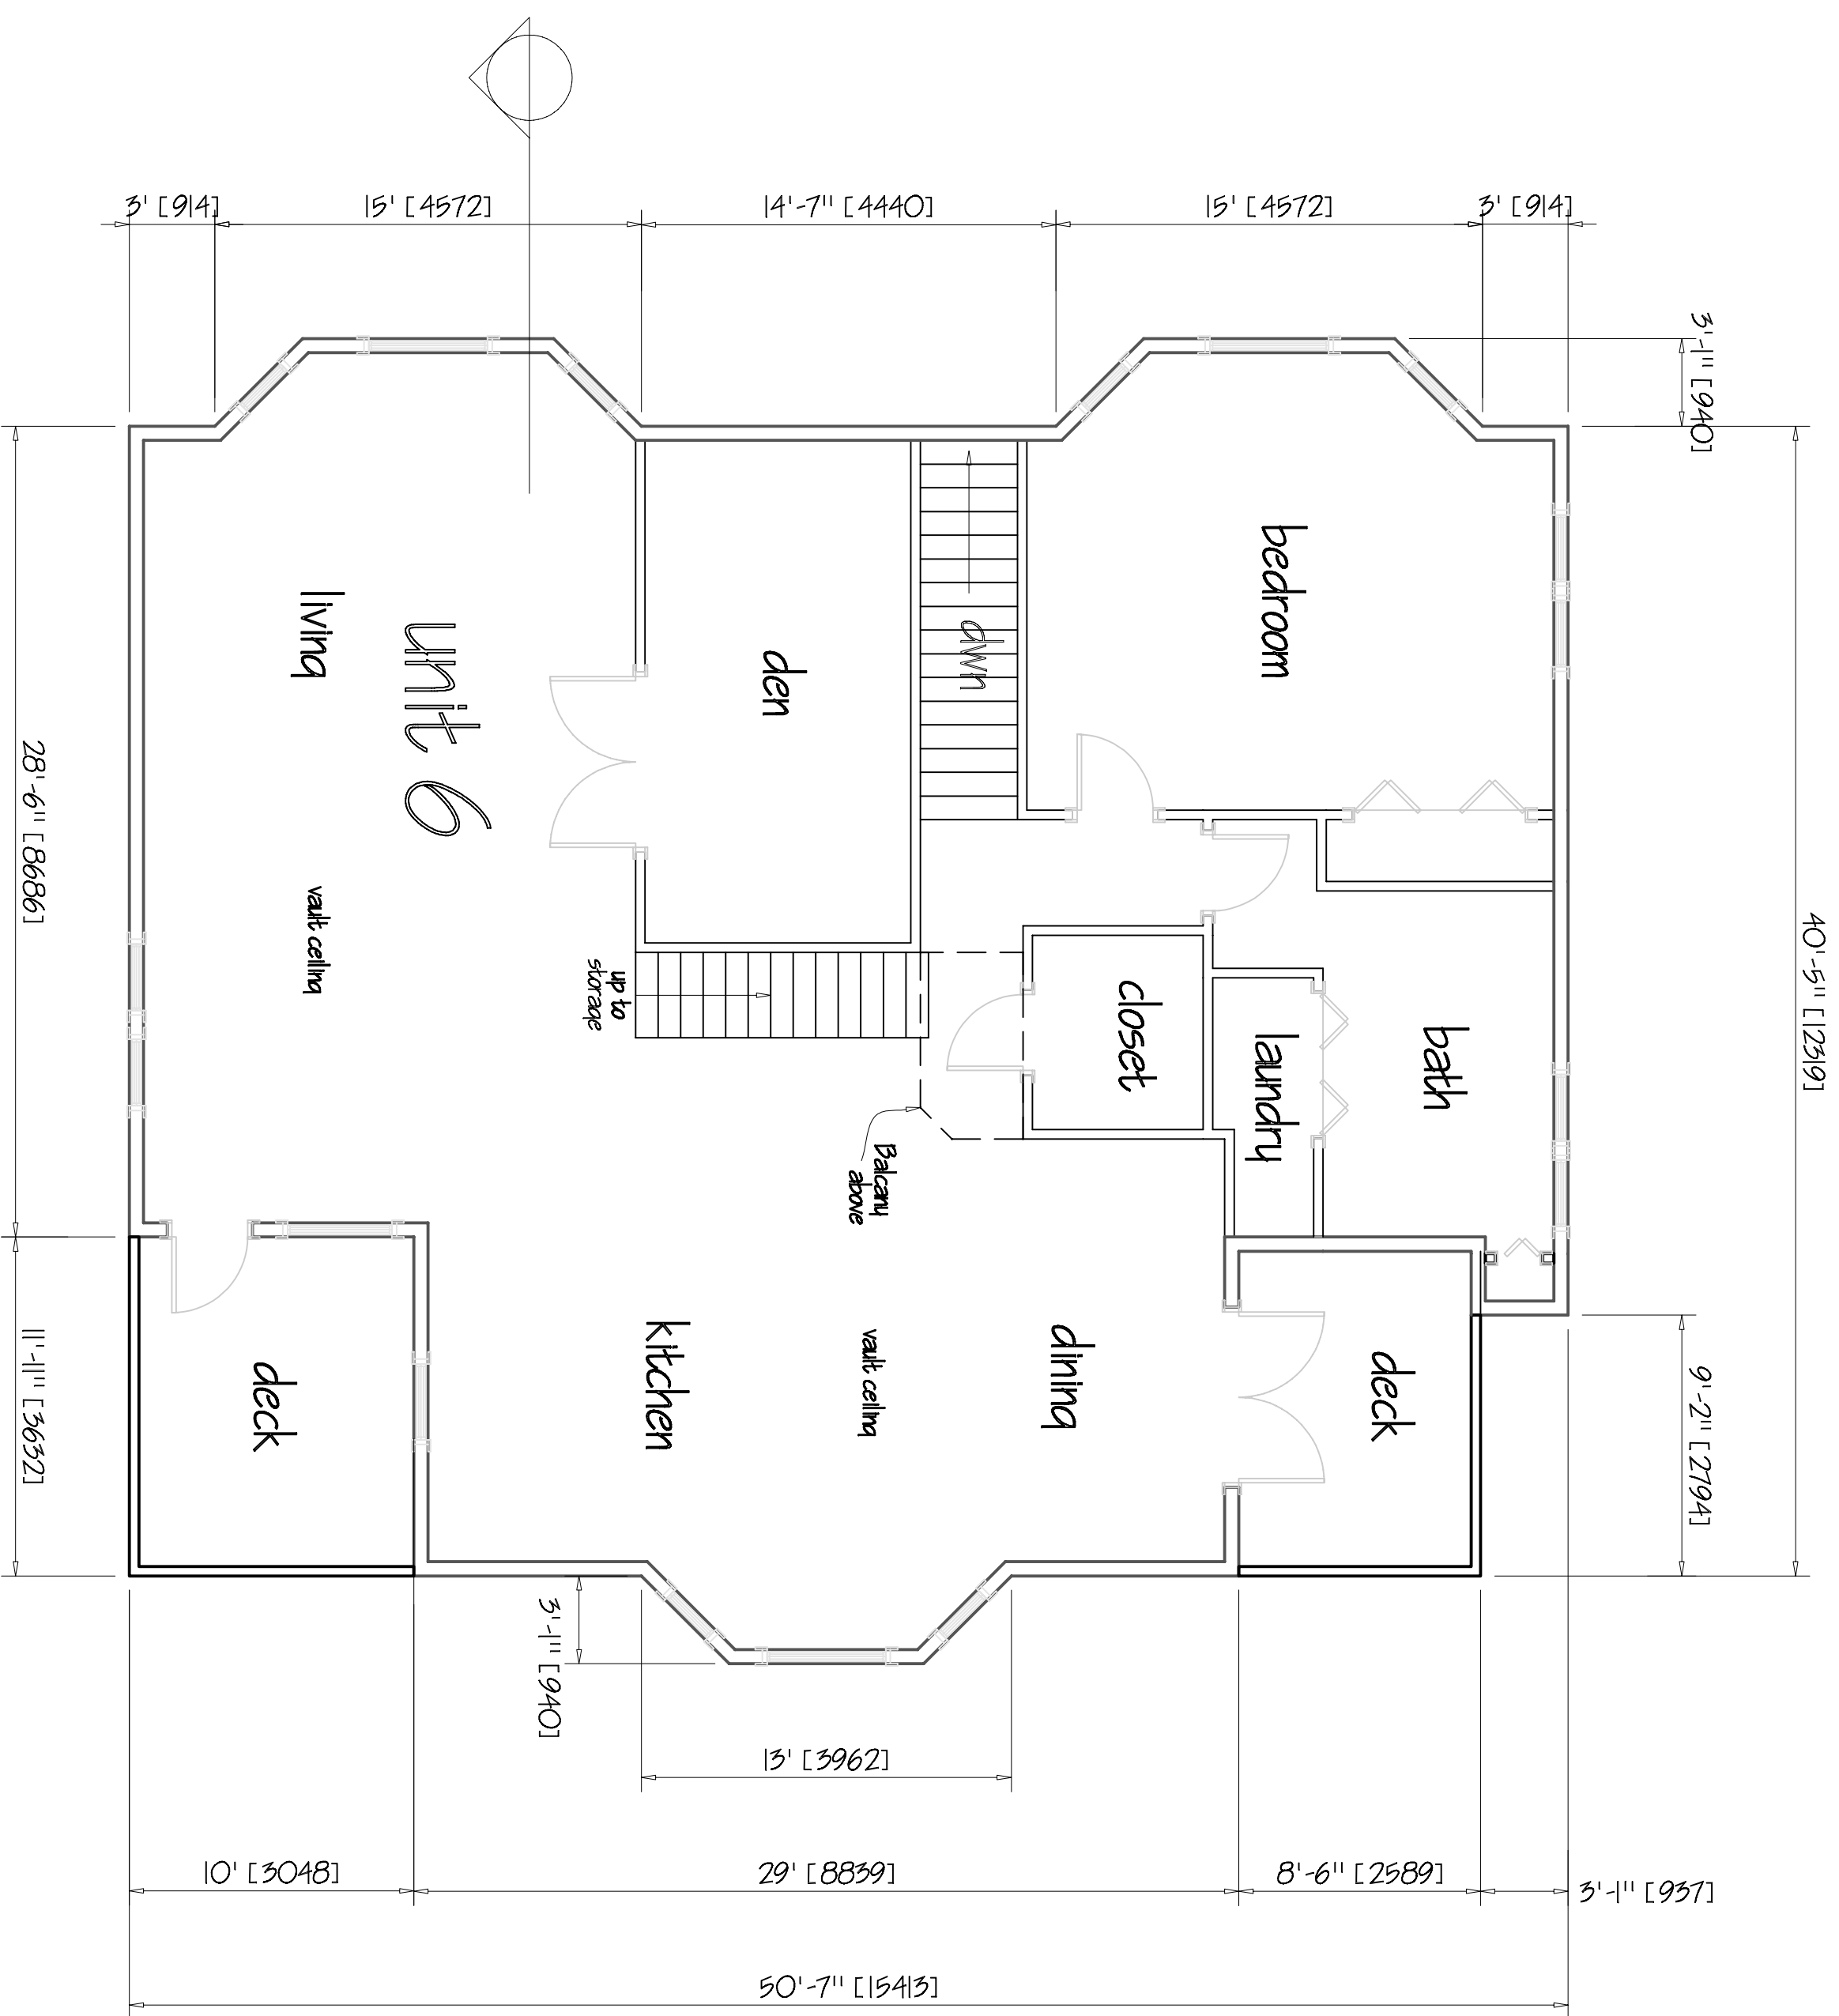 3' [914]
15' [4572]
14'-7" [4440]
15' [4572]
3' [914]
3'-1" [940]
bedroom
living
unit 6
den
dwn
28'-6" [8686]
vault ceiling
up to
storage
closet
laundry
bath
40'-5" [12319]
Balcany
above
deck
kitchen
vault ceiling
dining
deck
11'-11" [3632]
9'-2" [2794]
3'-1" [940]
13' [3962]
10' [3048]
29' [8839]
8'-6" [2589]
3'-1" [937]
50'-7" [15413]